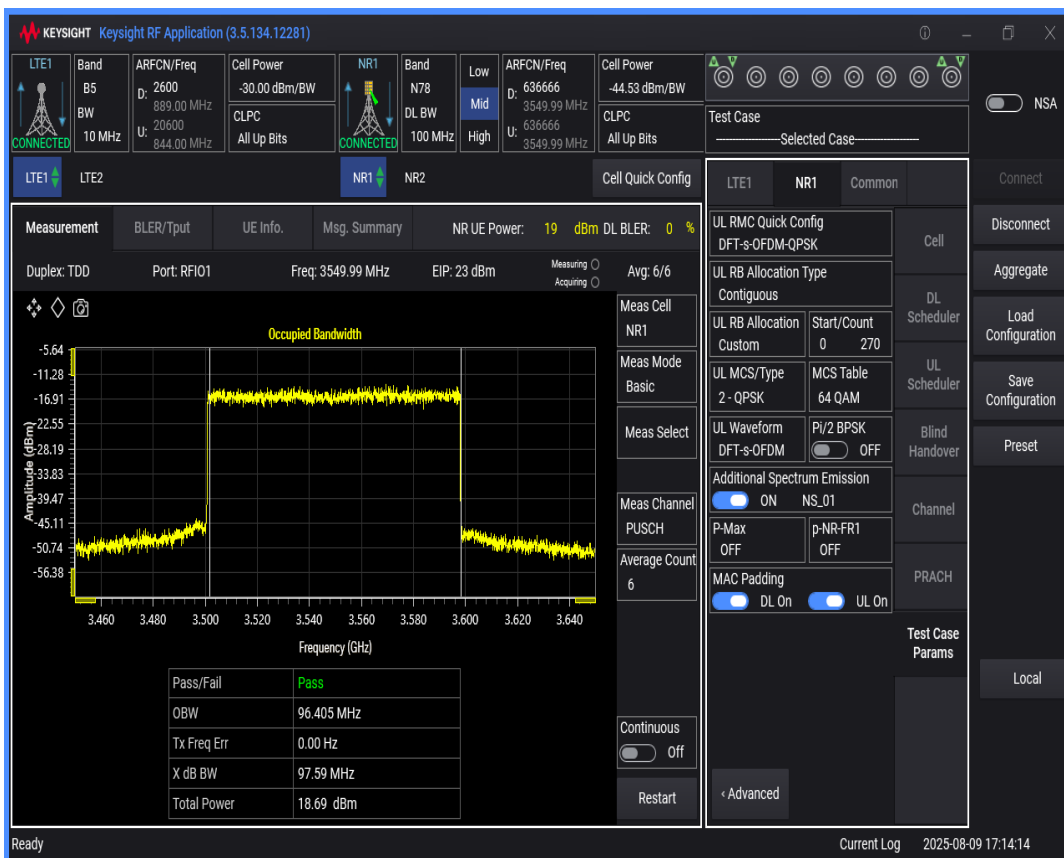 KEYSIGHT Keysight RF Application (3.5.134.12281)
LTE1
CONNECTED
Band
B5
BW
10 MHz
ARFCN/Freq
D: 2600
889.00 MHz
U: 20600
844.00 MHz
Cell Power
-30.00 dBm/BW
CLPC
All Up Bits
NR1
CONNECTED
Band
N78
DL BW
100 MHz
Low
Mid
High
ARFCN/Freq
D: 636666
3549.99 MHz
U: 636666
3549.99 MHz
Cell Power
-44.53 dBm/BW
CLPC
All Up Bits
Test Case
Selected Case
NSA
LTE1 LTE2
NR1 NR2
Cell Quick Config
Measurement BLER/Tput UE Info. Msg. Summary NR UE Power: 19 dBm DL BLER: 0 %
Duplex: TDD Port: RFIO1 Freq: 3549.99 MHz EIP: 23 dBm Measuring Avg: 6/6
Acquiring
Occupied Bandwidth
-5.64
-11.28
-16.91
-22.55
-28.19
-33.83
-39.47
-45.11
-50.74
-56.38
Amplitude (dBm)
3.460 3.480 3.500 3.520 3.540 3.560 3.580 3.600 3.620 3.640
Frequency (GHz)
Pass/Fail Pass
OBW 96.405 MHz
Tx Freq Err 0.00 Hz
X dB BW 97.59 MHz
Total Power 18.69 dBm
Meas Cell
NR1
Meas Mode
Basic
Meas Select
Meas Channel
PUSCH
Average Count
6
Continuous
Off
Restart
LTE1 NR1 Common
UL RMC Quick Config
DFT-s-OFDM-QPSK
UL RB Allocation Type
Contiguous
UL RB Allocation Start/Count
Custom 0 270
UL MCS/Type MCS Table
2 - QPSK 64 QAM
UL Waveform Pi/2 BPSK
DFT-s-OFDM OFF
Additional Spectrum Emission
ON NS_01
P-Max p-NR-FR1
OFF OFF
MAC Padding
DL On UL On
‹ Advanced
Cell
DL
Scheduler
UL
Scheduler
Blind
Handover
Channel
PRACH
Test Case
Params
Connect
Disconnect
Aggregate
Load
Configuration
Save
Configuration
Preset
Local
Ready Current Log 2025-08-09 17:14:14